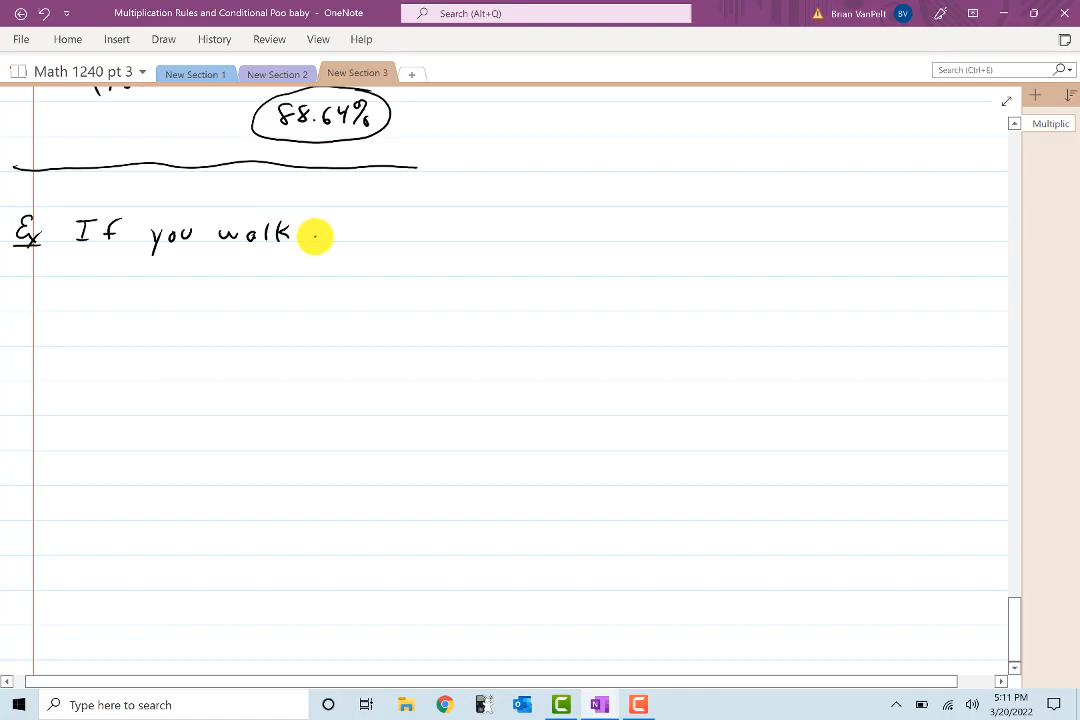 Multiplication Rules and Conditional Poo baby - OneNote
Search (Alt+Q)
Brian VanPelt
BV
File Home Insert Draw History Review View Help
Math 1240 pt 3
New Section 1
New Section 2
New Section 3
Search (Ctrl+E)
Multiplic
88.64%
Ex If you walk
Type here to search
5:11 PM
3/20/2022